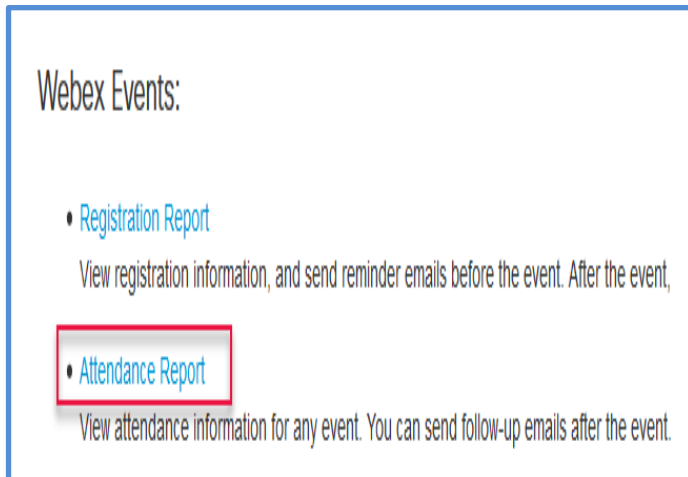 Webex Events:
• Registration Report
View registration information, and send reminder emails before the event. After the event,
• Attendance Report
View attendance information for any event. You can send follow-up emails after the event.